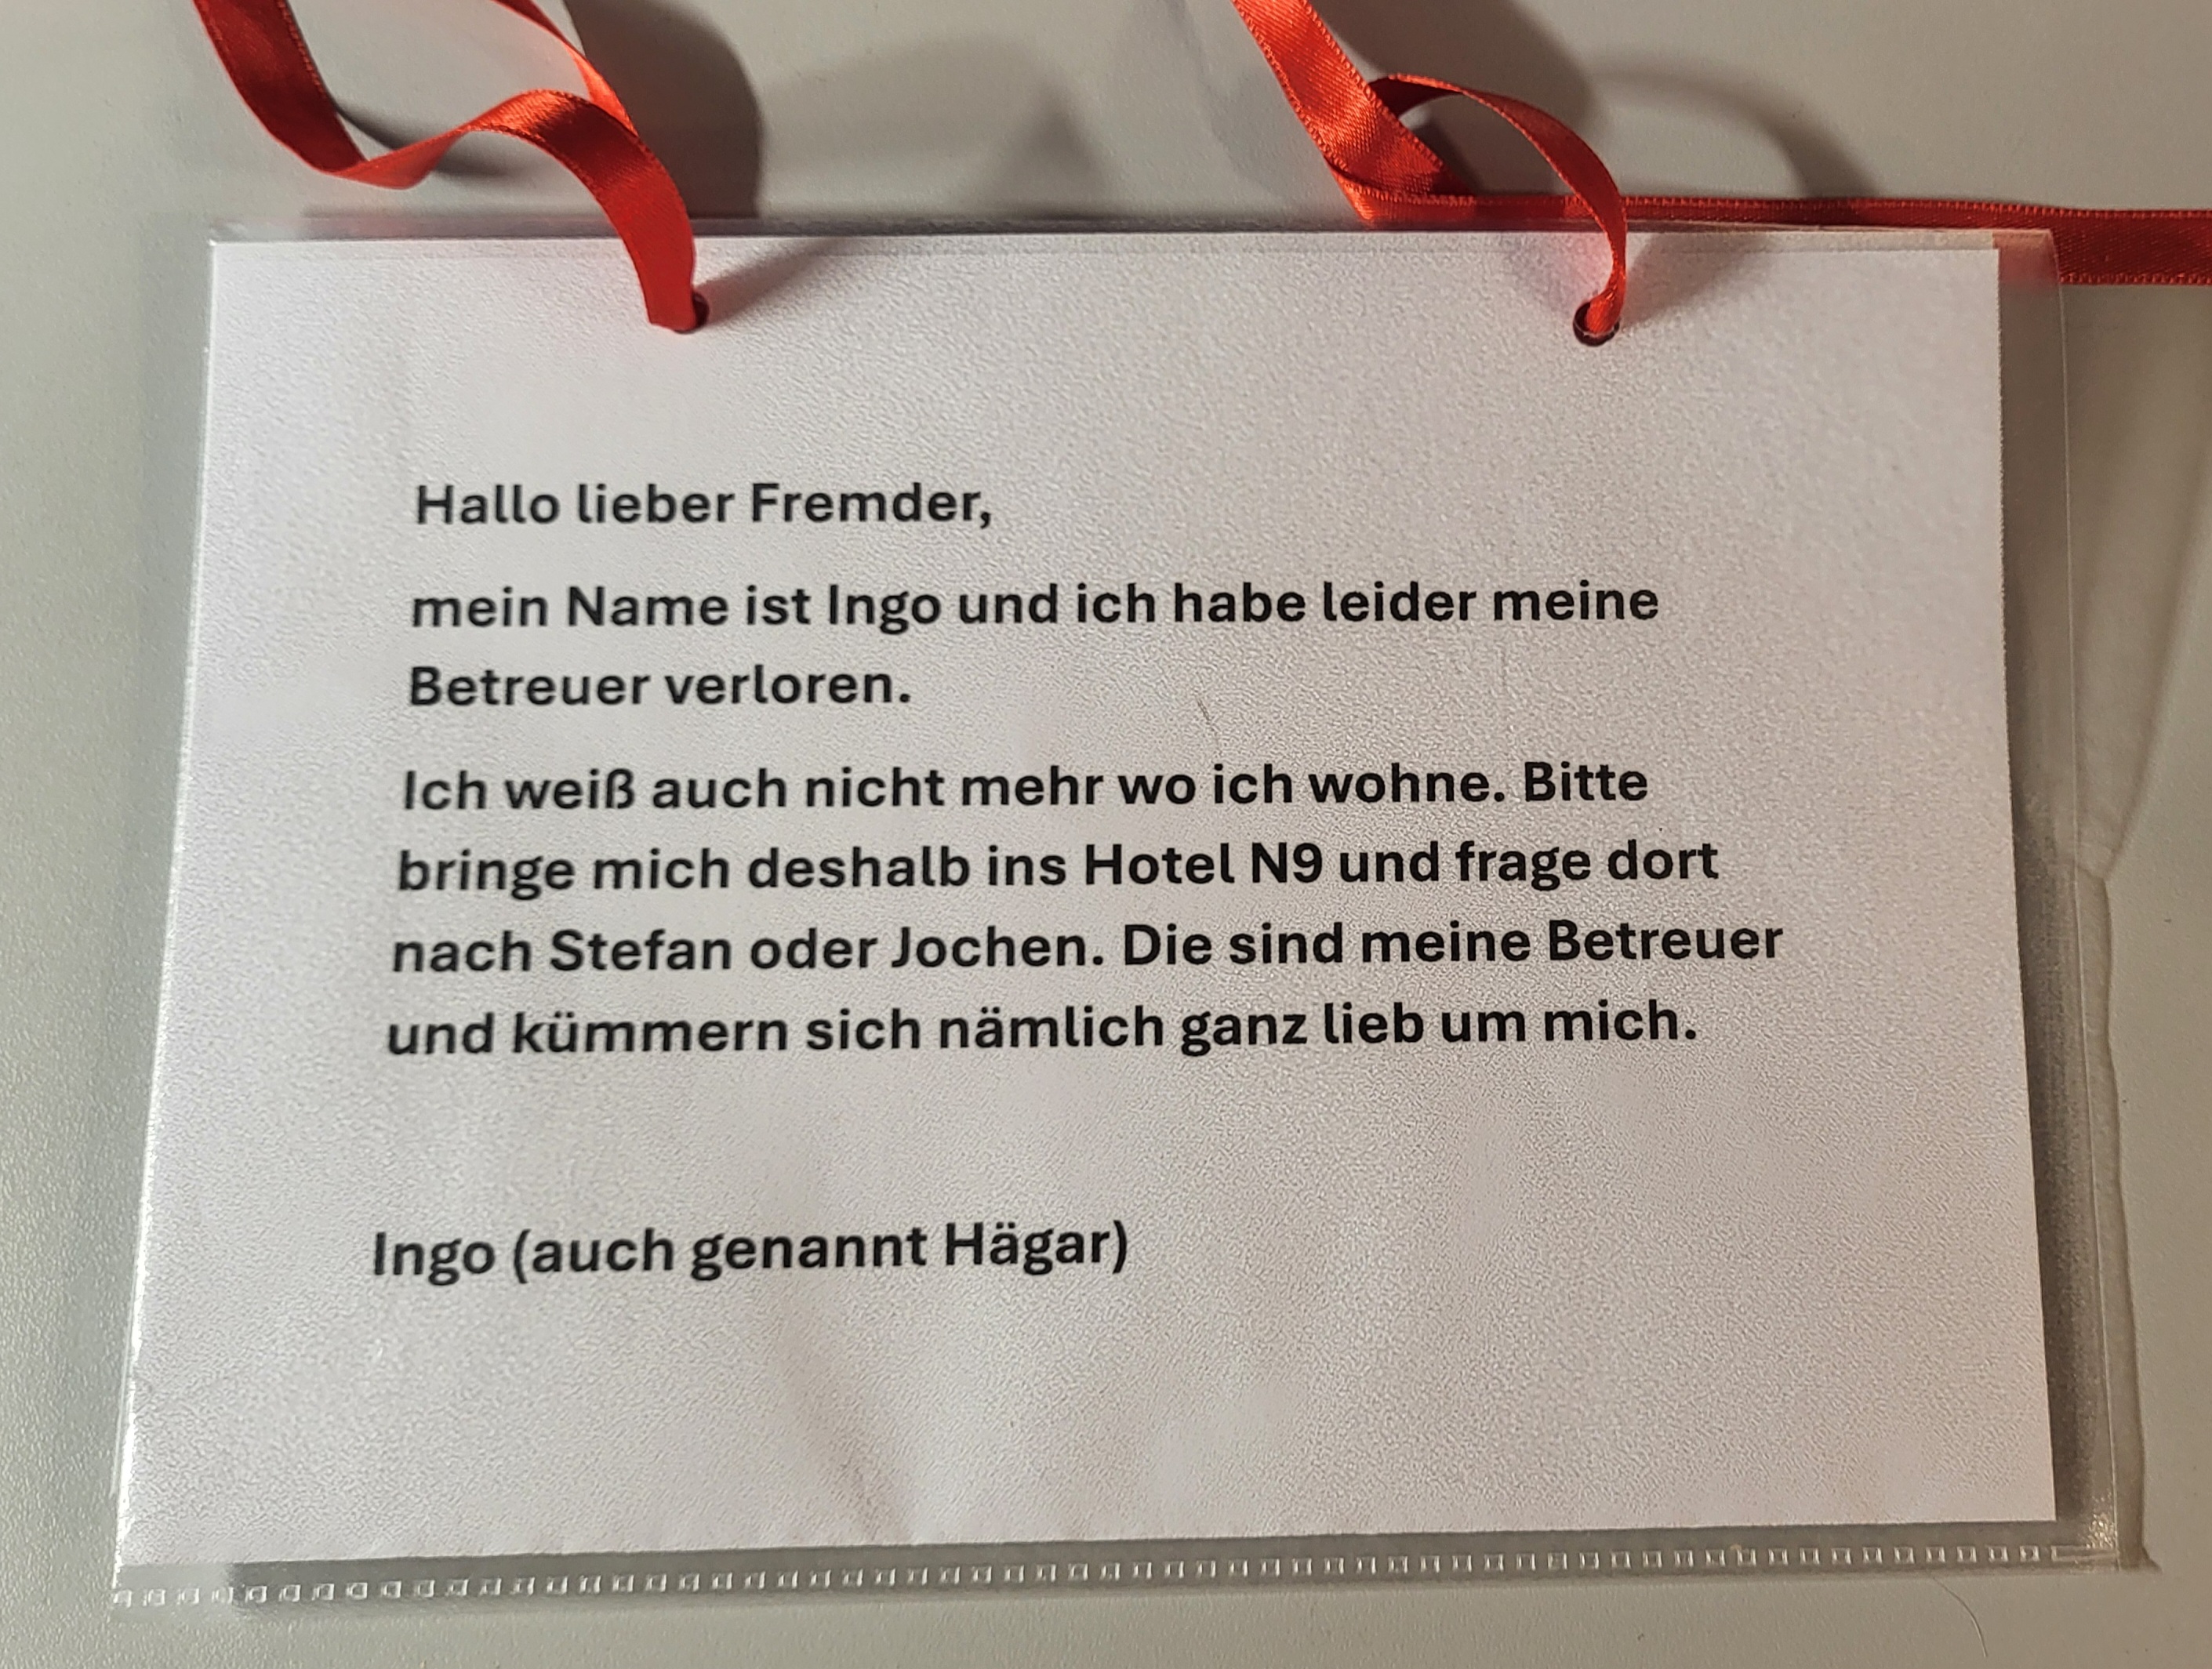 Hallo lieber Fremder,
mein Name ist Ingo und ich habe leider meine
Betreuer verloren.
Ich weiß auch nicht mehr wo ich wohne. Bitte
bringe mich deshalb ins Hotel N9 und frage dort
nach Stefan oder Jochen. Die sind meine Betreuer
und kümmern sich nämlich ganz lieb um mich.
Ingo (auch genannt Hägar)